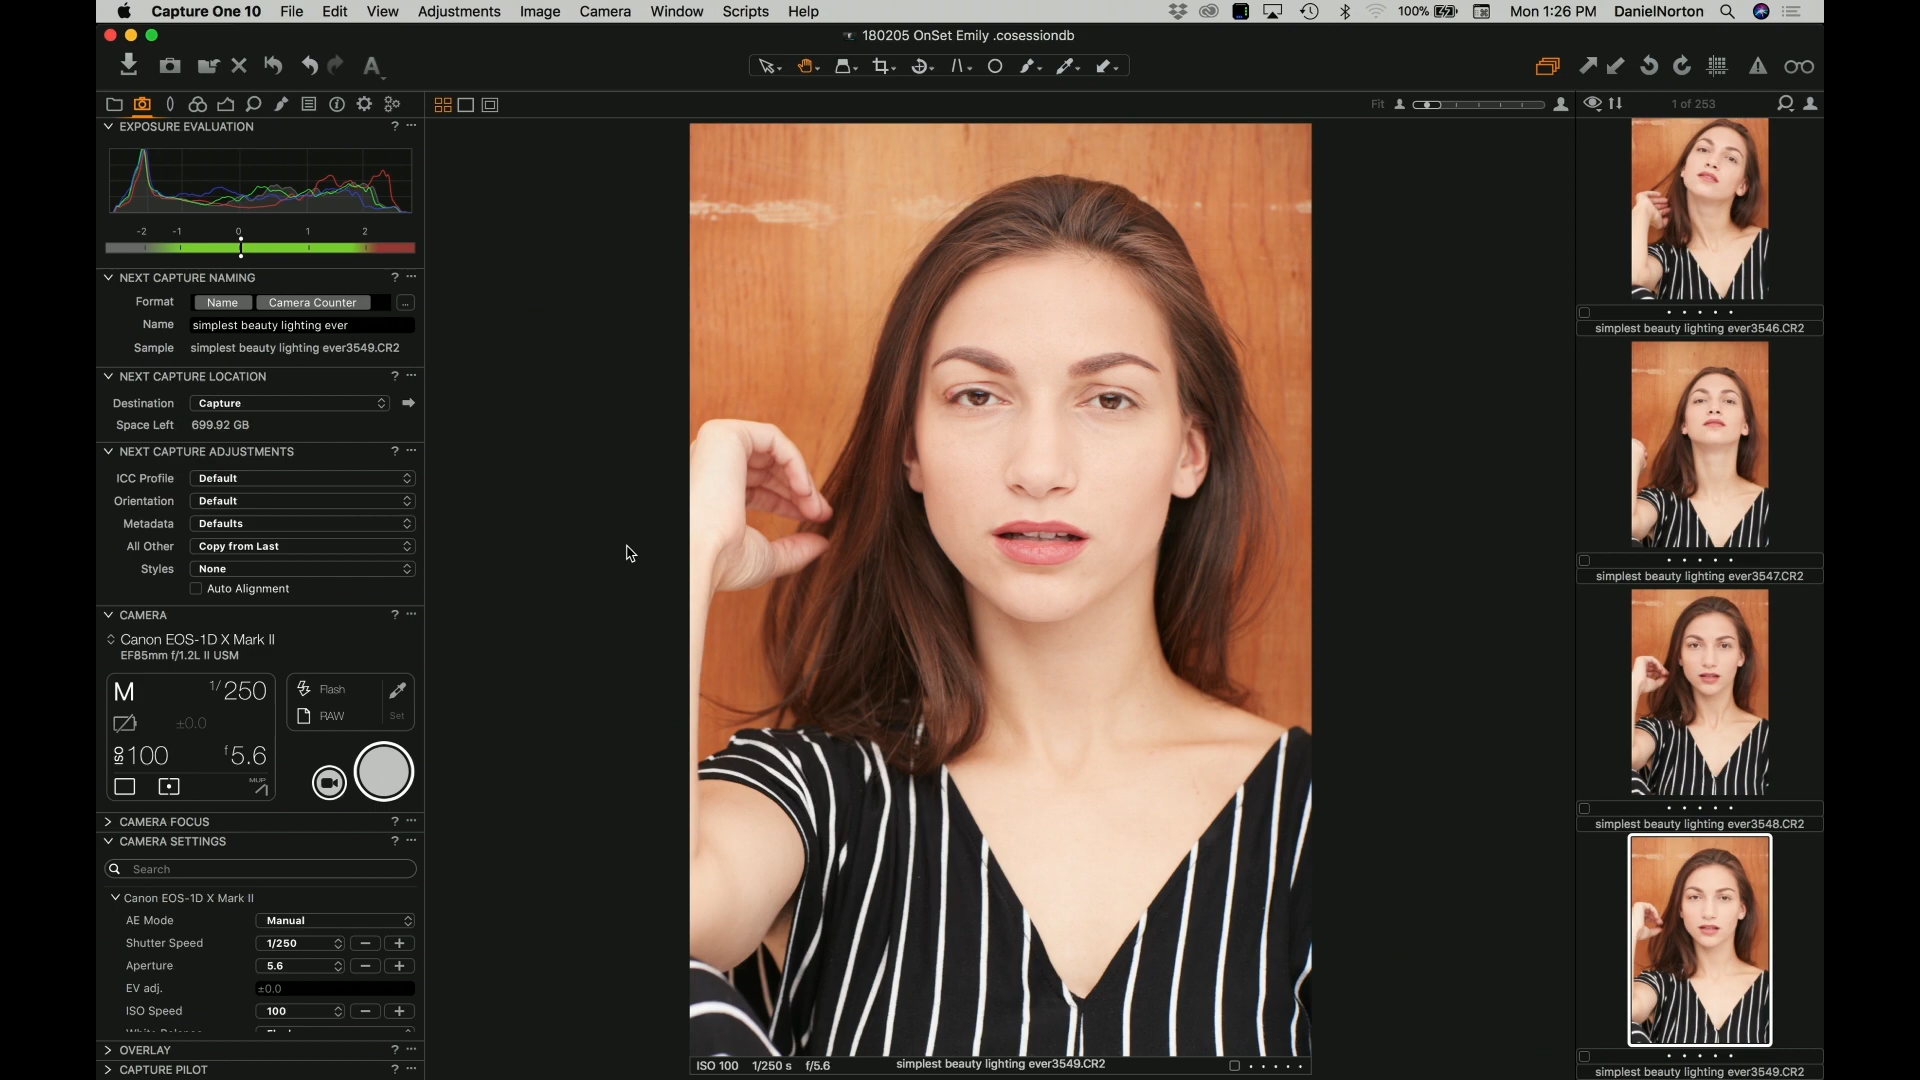 Capture One 10 File Edit View Adjustments Image Camera Window Scripts Help 100% Mon 1:26 PM DanielNorton
180205 OnSet Emily .cosessiondb
A
Fit
1 of 253
EXPOSURE EVALUATION ? ...
-2 -1 0 1 2
NEXT CAPTURE NAMING ? ...
Format Name Camera Counter ...
Name simplest beauty lighting ever
Sample simplest beauty lighting ever3549.CR2
NEXT CAPTURE LOCATION ? ...
Destination Capture
Space Left 699.92 GB
NEXT CAPTURE ADJUSTMENTS ? ...
ICC Profile Default
Orientation Default
Metadata Defaults
All Other Copy from Last
Styles None
Auto Alignment
CAMERA ? ...
Canon EOS-1D X Mark II
EF85mm f/1.2L II USM
M 1/250
±0.0
ISO 100 f5.6
MUP
Flash
RAW Set
CAMERA FOCUS ? ...
CAMERA SETTINGS ? ...
Search
Canon EOS-1D X Mark II
AE Mode Manual
Shutter Speed 1/250 − +
Aperture 5.6 − +
EV adj. ±0.0
ISO Speed 100 − +
OVERLAY ? ...
CAPTURE PILOT ? ...
ISO 100 1/250 s f/5.6 simplest beauty lighting ever3549.CR2
simplest beauty lighting ever3546.CR2
simplest beauty lighting ever3547.CR2
simplest beauty lighting ever3548.CR2
simplest beauty lighting ever3549.CR2